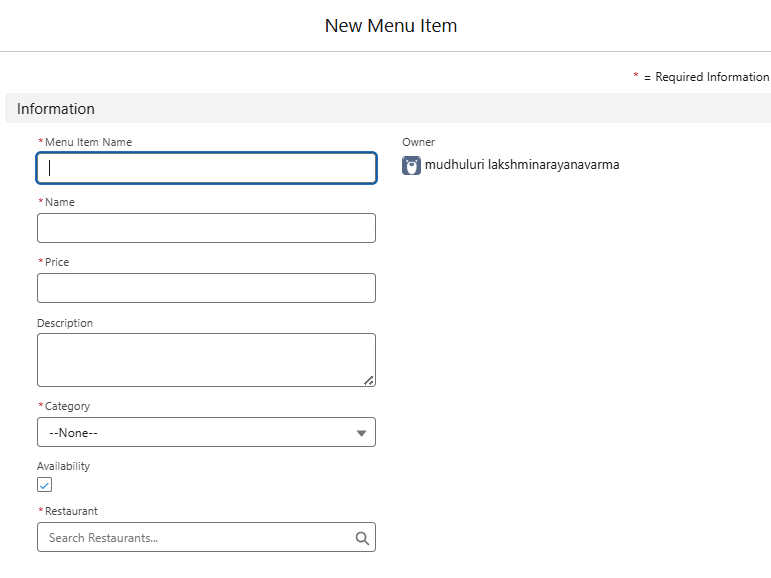 New Menu Item
* = Required Information
Information
*Menu Item Name
Owner
mudhuluri lakshminarayanavarma
*Name
*Price
Description
*Category
--None--
Availability
*Restaurant
Search Restaurants...